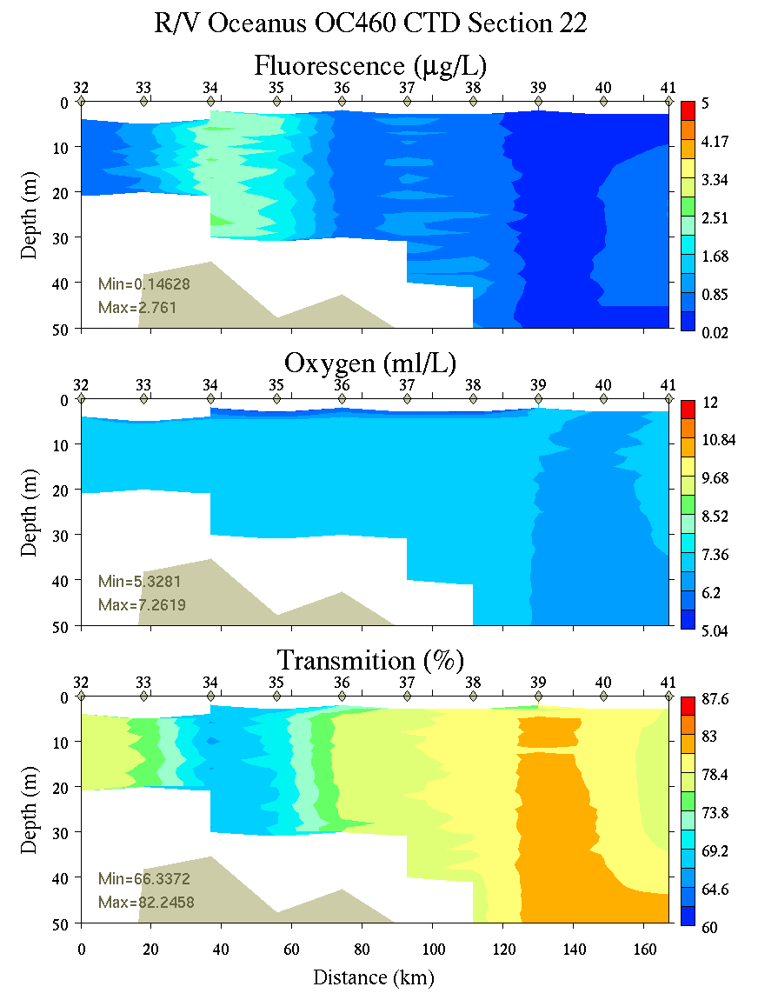 R/V Oceanus OC460 CTD Section 22
Fluorescence (µg/L)
32 33 34 35 36 37 38 39 40 41
0
10
20
30
40
50
Depth (m)
Min=0.14628
Max=2.761
5
4.17
3.34
2.51
1.68
0.85
0.02
Oxygen (ml/L)
32 33 34 35 36 37 38 39 40 41
0
10
20
30
40
50
Depth (m)
Min=5.3281
Max=7.2619
12
10.84
9.68
8.52
7.36
6.2
5.04
Transmition (%)
32 33 34 35 36 37 38 39 40 41
0
10
20
30
40
50
Depth (m)
Min=66.3372
Max=82.2458
87.6
83
78.4
73.8
69.2
64.6
60
0 20 40 60 80 100 120 140 160
Distance (km)